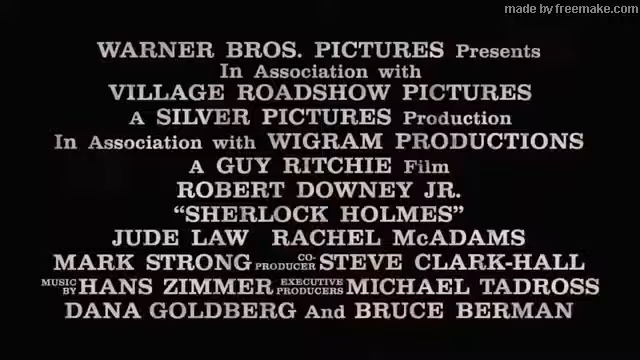 made by freemake.com
WARNER BROS. PICTURES Presents
In Association with
VILLAGE ROADSHOW PICTURES
A SILVER PICTURES Production
In Association with WIGRAM PRODUCTIONS
A GUY RITCHIE Film
ROBERT DOWNEY JR.
“SHERLOCK HOLMES”
JUDE LAW RACHEL McADAMS
MARK STRONG CO-PRODUCER STEVE CLARK-HALL
MUSIC BY HANS ZIMMER EXECUTIVE PRODUCERS MICHAEL TADROSS
DANA GOLDBERG And BRUCE BERMAN